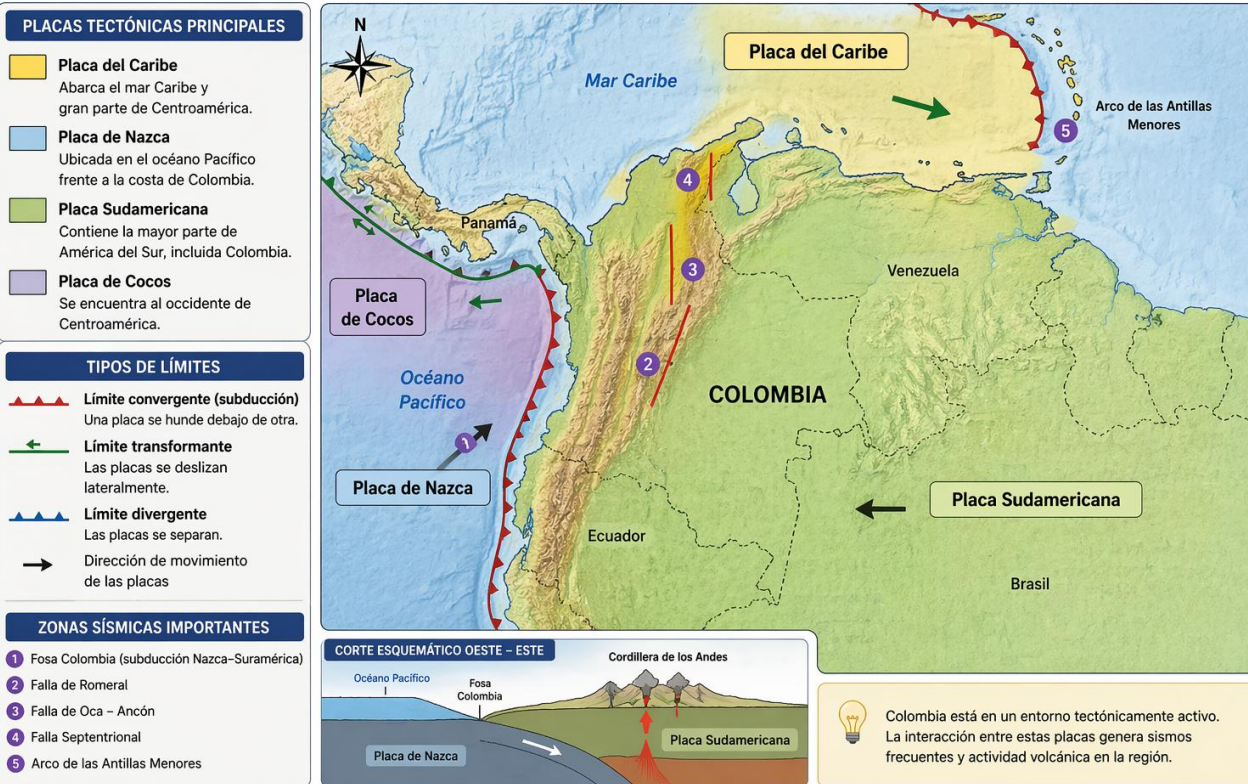 PLACAS TECTÓNICAS PRINCIPALES
Placa del Caribe
Abarca el mar Caribe y
gran parte de Centroamérica.
Placa de Nazca
Ubicada en el océano Pacífico
frente a la costa de Colombia.
Placa Sudamericana
Contiene la mayor parte de
América del Sur, incluida Colombia.
Placa de Cocos
Se encuentra al occidente de
Centroamérica.
TIPOS DE LÍMITES
Límite convergente (subducción)
Una placa se hunde debajo de otra.
Límite transformante
Las placas se deslizan
lateralmente.
Límite divergente
Las placas se separan.
Dirección de movimiento
de las placas
ZONAS SÍSMICAS IMPORTANTES
1 Fosa Colombia (subducción Nazca–Suramérica)
2 Falla de Romeral
3 Falla de Oca – Ancón
4 Falla Septentrional
5 Arco de las Antillas Menores
N
Mar Caribe
Placa del Caribe
Arco de las Antillas
Menores
5
4
Panamá
3
Venezuela
Placa
de Cocos
2
Océano
Pacífico
COLOMBIA
1
Placa de Nazca
Placa Sudamericana
Ecuador
Brasil
CORTE ESQUEMÁTICO OESTE – ESTE
Cordillera de los Andes
Océano Pacífico
Fosa
Colombia
Placa Sudamericana
Placa de Nazca
Colombia está en un entorno tectónicamente activo.
La interacción entre estas placas genera sismos
frecuentes y actividad volcánica en la región.